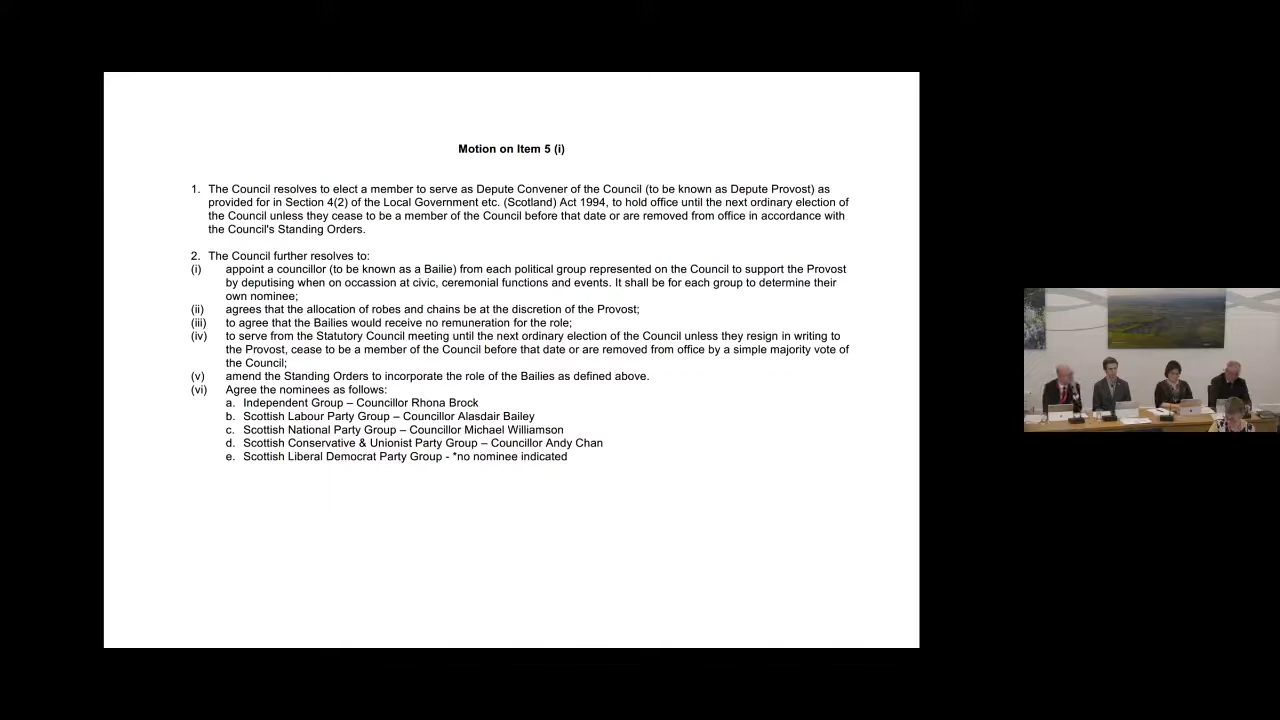 Motion on Item 5 (i)
1. The Council resolves to elect a member to serve as Depute Convener of the Council (to be known as Depute Provost) as
provided for in Section 4(2) of the Local Government etc. (Scotland) Act 1994, to hold office until the next ordinary election of
the Council unless they cease to be a member of the Council before that date or are removed from office in accordance with
the Council's Standing Orders.
2. The Council further resolves to:
(i) appoint a councillor (to be known as a Bailie) from each political group represented on the Council to support the Provost
by deputising when on occassion at civic, ceremonial functions and events. It shall be for each group to determine their
own nominee;
(ii) agrees that the allocation of robes and chains be at the discretion of the Provost;
(iii) to agree that the Bailies would receive no remuneration for the role;
(iv) to serve from the Statutory Council meeting until the next ordinary election of the Council unless they resign in writing to
the Provost, cease to be a member of the Council before that date or are removed from office by a simple majority vote of
the Council;
(v) amend the Standing Orders to incorporate the role of the Bailies as defined above.
(vi) Agree the nominees as follows:
a. Independent Group – Councillor Rhona Brock
b. Scottish Labour Party Group – Councillor Alasdair Bailey
c. Scottish National Party Group – Councillor Michael Williamson
d. Scottish Conservative & Unionist Party Group – Councillor Andy Chan
e. Scottish Liberal Democrat Party Group - *no nominee indicated